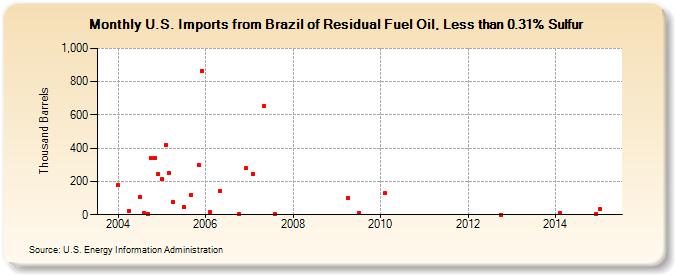 Monthly U.S. Imports from Brazil of Residual Fuel Oil, Less than 0.31% Sulfur
Thousand Barrels
1,000
800
600
400
200
0
2004 2006 2008 2010 2012 2014
Source: U.S. Energy Information Administration